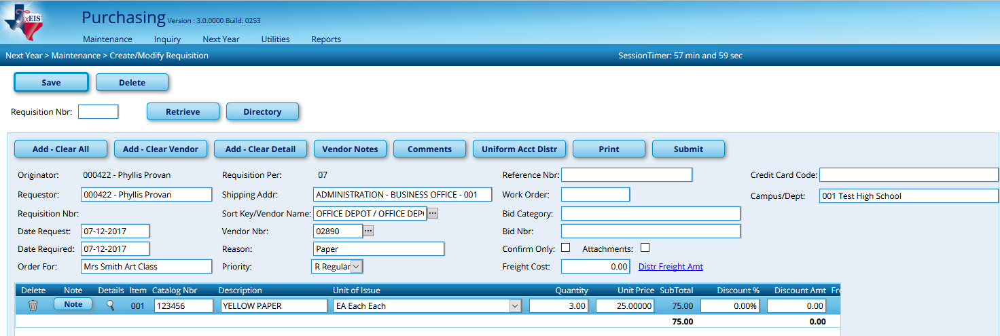 TxEIS
Purchasing Version : 3.0.0000 Build: 0253
Maintenance Inquiry Next Year Utilities Reports
Next Year > Maintenance > Create/Modify Requisition SessionTimer: 57 min and 59 sec
Save Delete
Requisition Nbr: Retrieve Directory
Add - Clear All Add - Clear Vendor Add - Clear Detail Vendor Notes Comments Uniform Acct Distr Print Submit
Originator: 000422 - Phyllis Provan Requisition Per: 07 Reference Nbr: Credit Card Code:
Requestor: 000422 - Phyllis Provan Shipping Addr: ADMINISTRATION - BUSINESS OFFICE - 001 Work Order: Campus/Dept: 001 Test High School
Requisition Nbr: Sort Key/Vendor Name: OFFICE DEPOT / OFFICE DEP ... Bid Category:
Date Request: 07-12-2017 Vendor Nbr: 02890 ... Bid Nbr:
Date Required: 07-12-2017 Reason: Paper Confirm Only: Attachments:
Order For: Mrs Smith Art Class Priority: R Regular Freight Cost: 0.00 Distr Freight Amt
Delete Note Details Item Catalog Nbr Description Unit of Issue Quantity Unit Price SubTotal Discount % Discount Amt Fr
Note 001 123456 YELLOW PAPER EA Each Each 3.00 25.00000 75.00 0.00% 0.00
75.00 0.00